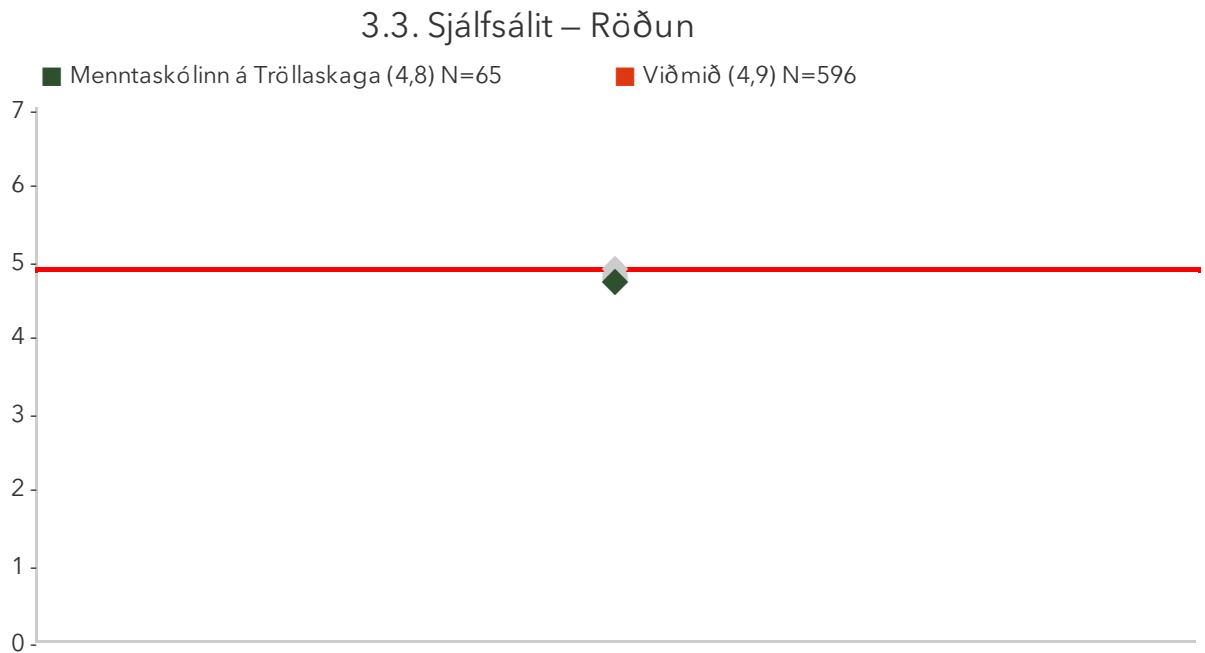 3.3. Sjálfsálit – Röðun
Menntaskólinn á Tröllaskaga (4,8) N=65
Viðmið (4,9) N=596
7
6
5
4
3
2
1
0